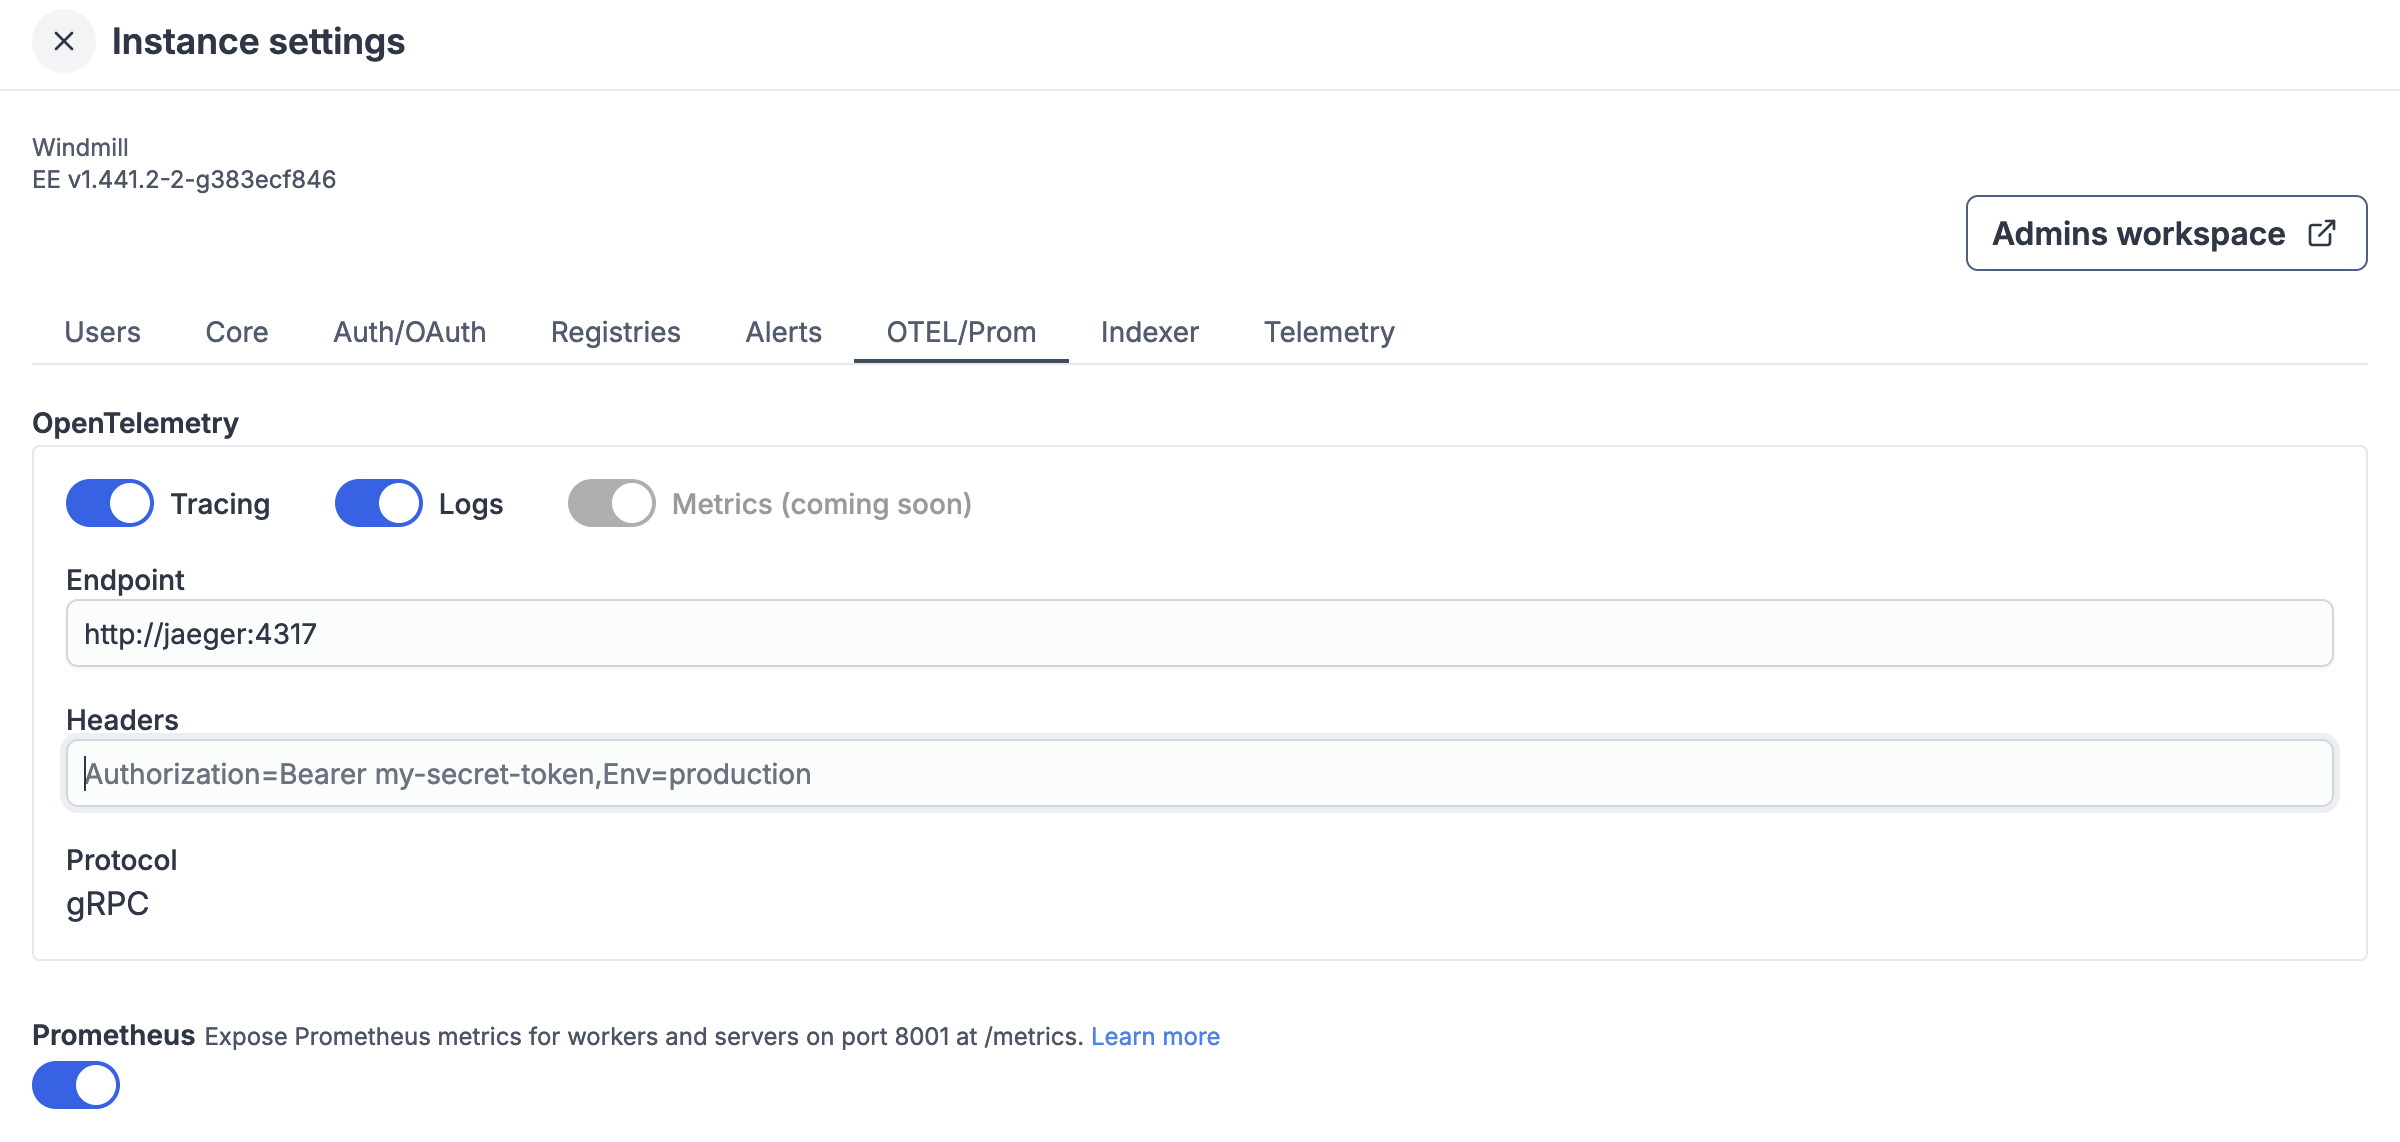 Instance settings
Windmill
EE v1.441.2-2-g383ecf846
Admins workspace
Users Core Auth/OAuth Registries Alerts OTEL/Prom Indexer Telemetry
OpenTelemetry
Tracing Logs Metrics (coming soon)
Endpoint
http://jaeger:4317
Headers
Authorization=Bearer my-secret-token,Env=production
Protocol
gRPC
Prometheus Expose Prometheus metrics for workers and servers on port 8001 at /metrics. Learn more